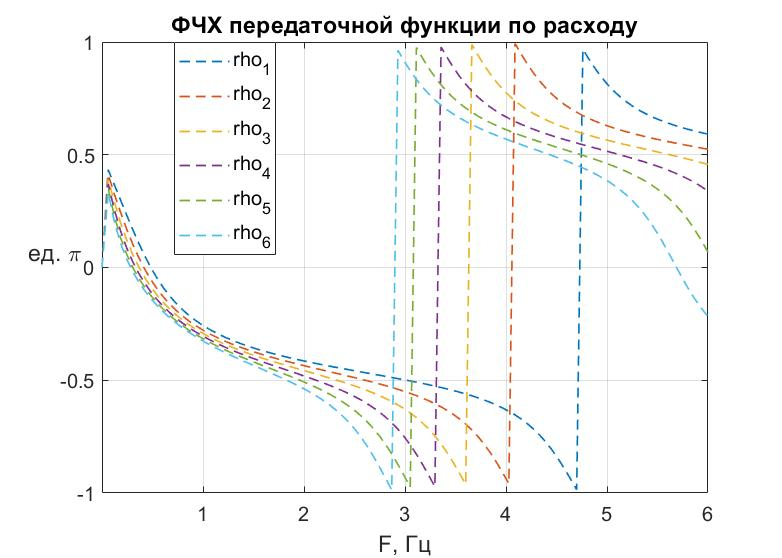 ФЧХ передаточной функции по расходу
1
0.5
0
-0.5
-1
ед. π
rho1
rho2
rho3
rho4
rho5
rho6
1
2
3
4
5
6
F, Гц